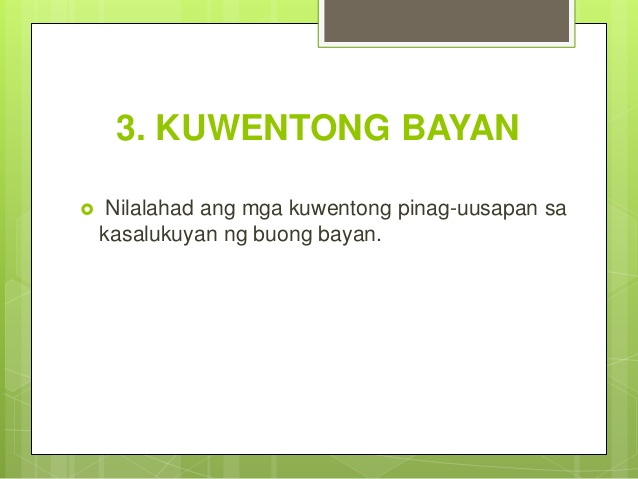 3. KUWENTONG BAYAN
Nilalahad ang mga kuwentong pinag-uusapan sa
kasalukuyan ng buong bayan.